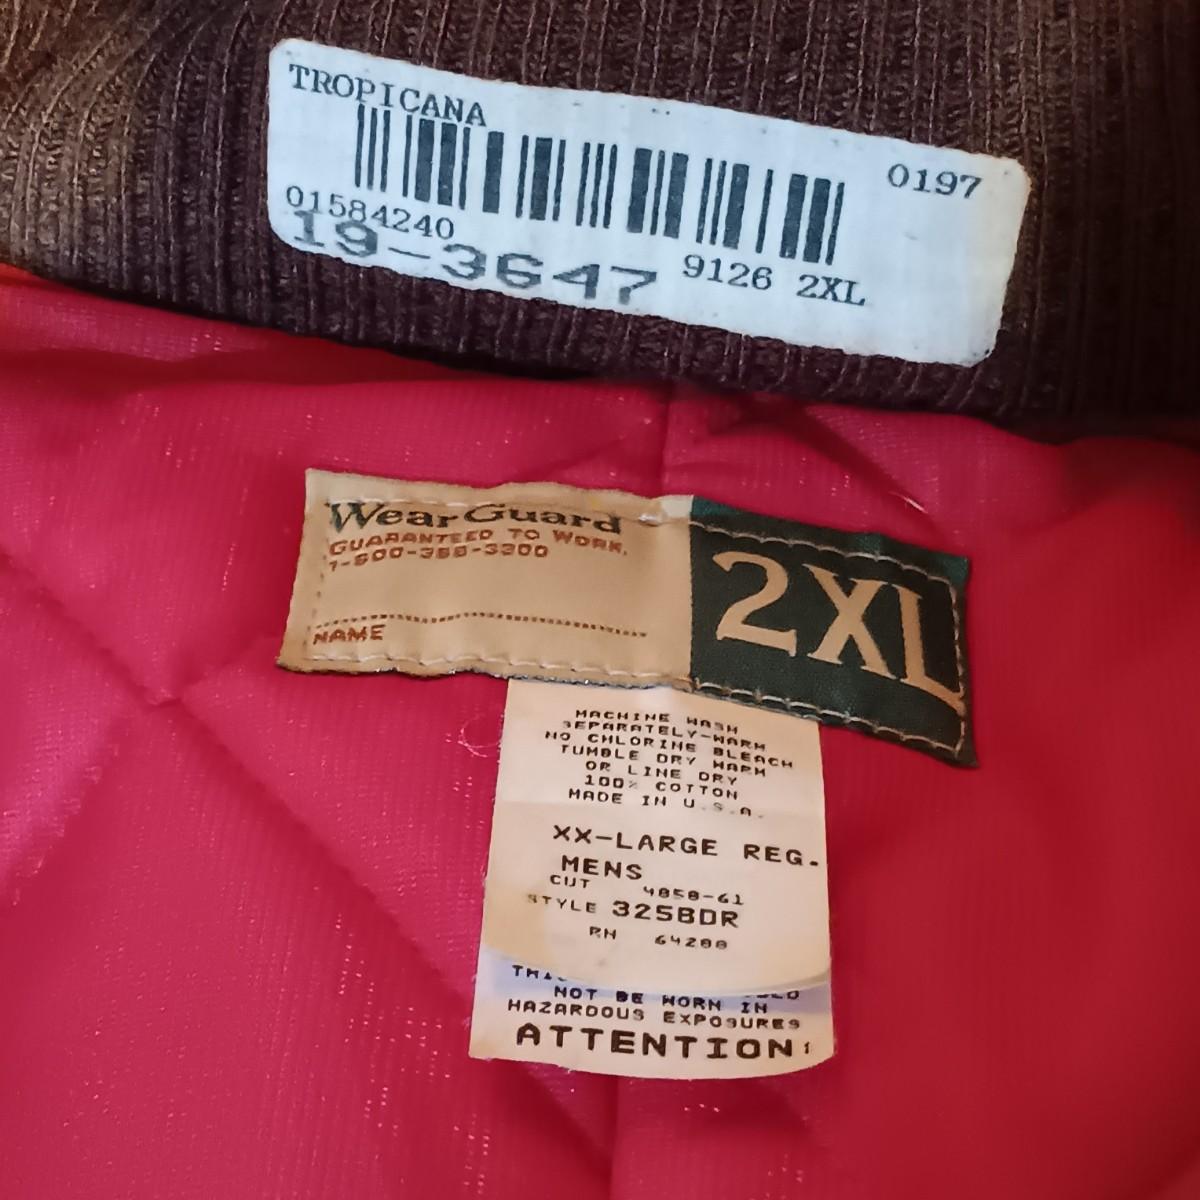 TROPICANA
0197
01584240
19-3647
9126 2XL
WearGuard
GUARANTEED TO WORK.
1-800-388-3300
NAME
2XL
MACHINE WASH
SEPARATELY-WARM
NO CHLORINE BLEACH
TUMBLE DRY WARM
OR LINE DRY
100% COTTON
MADE IN U.S.A.
XX-LARGE REG.
MENS
CUT 4858-61
STYLE 325BDR
RN 64280
NOT BE WORN IN
HAZARDOUS EXPOSURES
ATTENTION: